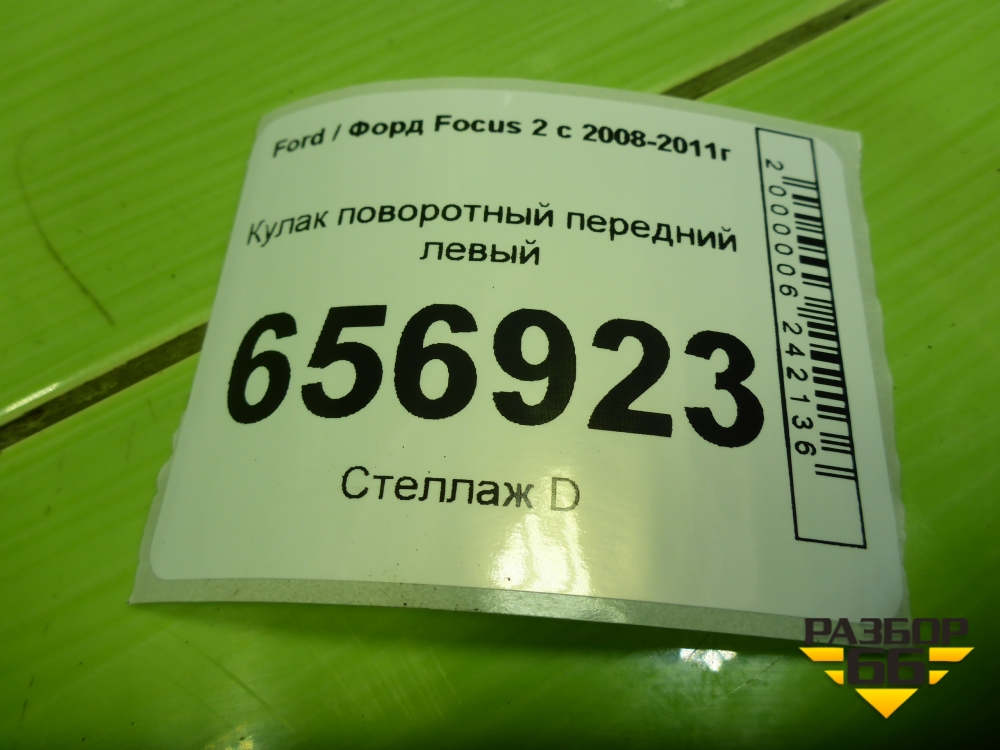 Ford / Форд Focus 2 с 2008-2011г
Кулак поворотный передний
левый
656923
Стеллаж D
2000006242136
РАЗБОР
66